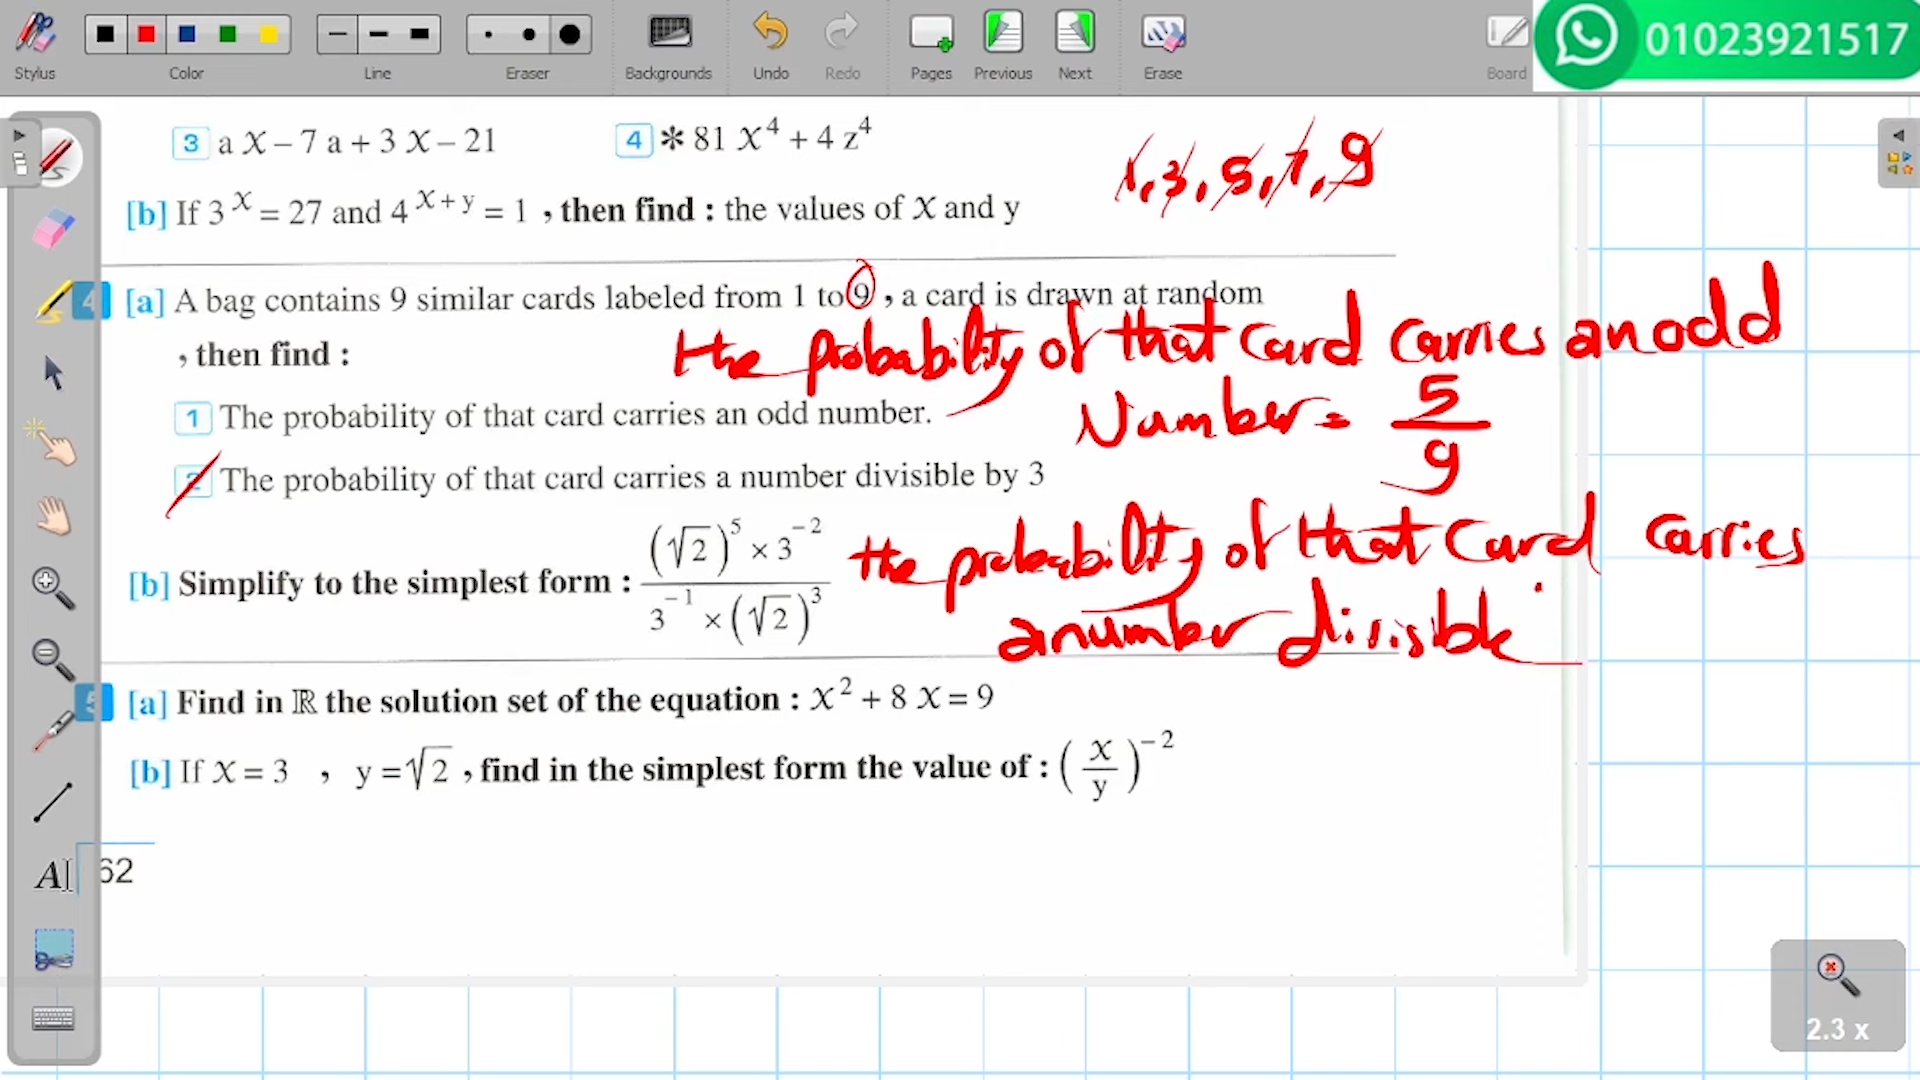 Stylus
Color
Line
Eraser
Backgrounds
Undo
Redo
Pages
Previous
Next
Erase
Board
01023921517
3 a X – 7 a + 3 X – 21
4 * 81 X⁴ + 4 z⁴
1, 3, 5, 7, 9
[b] If 3^X = 27 and 4^(X + y) = 1 , then find : the values of X and y
4 [a] A bag contains 9 similar cards labeled from 1 to 9 , a card is drawn at random
, then find :
the probability of that card carries an odd
Number = 5/9
1 The probability of that card carries an odd number.
2 The probability of that card carries a number divisible by 3
the probability of that card carries
a number divisible
[b] Simplify to the simplest form : ((√2)⁵ × 3⁻²) / (3⁻¹ × (√2)³)
5 [a] Find in ℝ the solution set of the equation : X² + 8 X = 9
[b] If X = 3 , y = √2 , find in the simplest form the value of : (X/y)⁻²
62
2.3 x